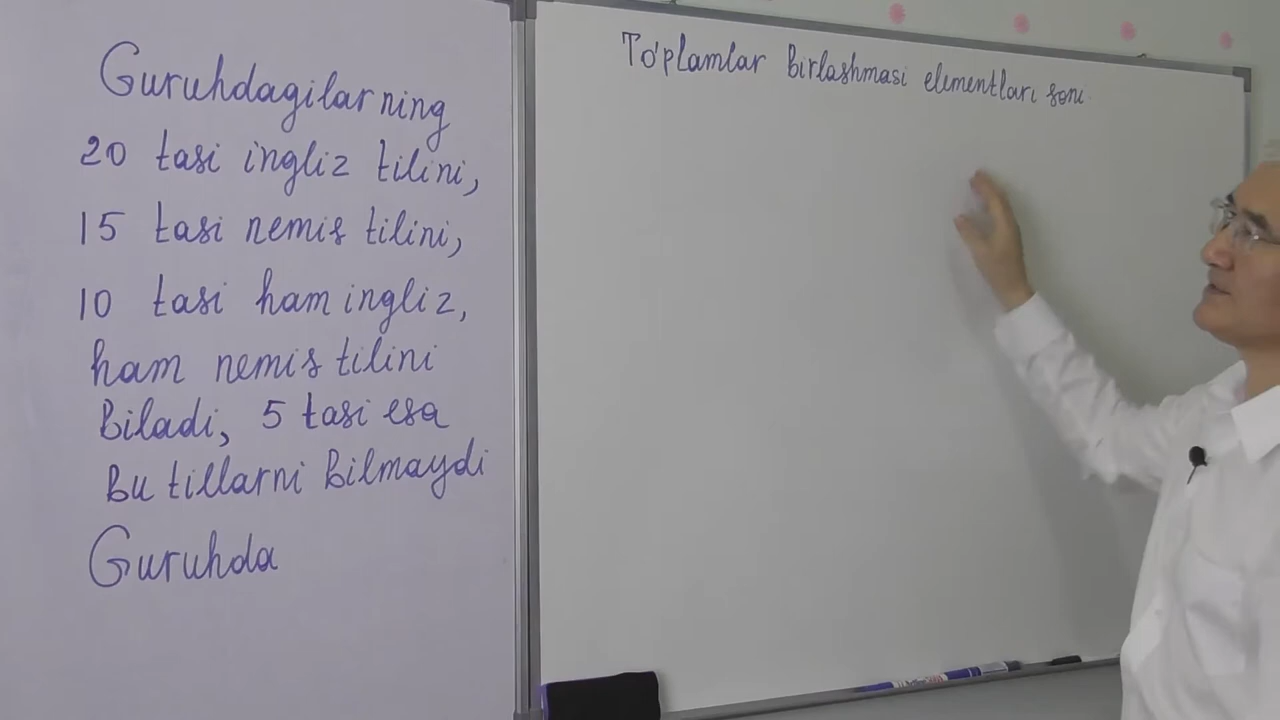 Guruhdagilarning
20 tasi ingliz tilini,
15 tasi nemis tilini,
10 tasi ham ingliz,
ham nemis tilini
biladi, 5 tasi esa
bu tillarni bilmaydi
Guruhda
To'plamlar birlashmasi elementlari soni